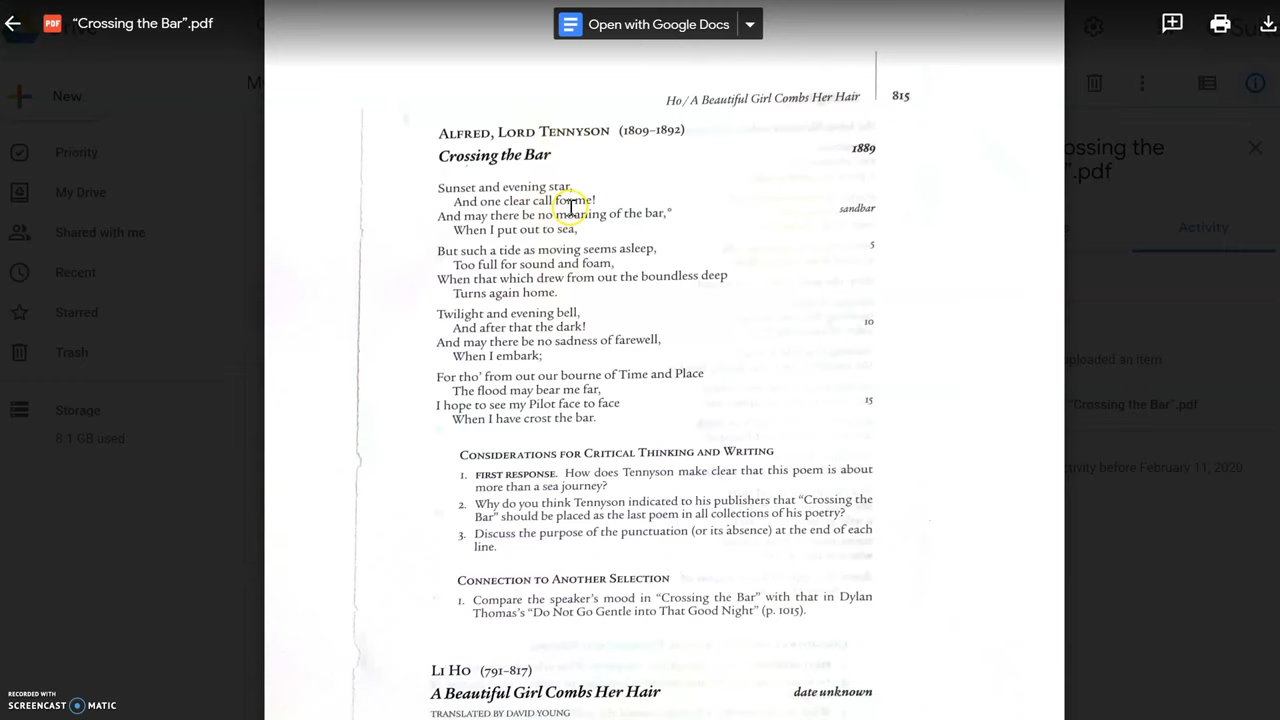 "Crossing the Bar".pdf
Open with Google Docs
New
Priority
My Drive
Shared with me
Recent
Starred
Trash
Storage
8.1 GB used
Ho/A Beautiful Girl Combs Her Hair 815
ALFRED, LORD TENNYSON (1809–1892)
Crossing the Bar 1889
Sunset and evening star,
And one clear call for me!
And may there be no moaning of the bar,° sandbar
When I put out to sea,
But such a tide as moving seems asleep, 5
Too full for sound and foam,
When that which drew from out the boundless deep
Turns again home.
Twilight and evening bell,
And after that the dark! 10
And may there be no sadness of farewell,
When I embark;
For tho' from out our bourne of Time and Place
The flood may bear me far,
I hope to see my Pilot face to face 15
When I have crost the bar.
CONSIDERATIONS FOR CRITICAL THINKING AND WRITING
1. FIRST RESPONSE. How does Tennyson make clear that this poem is about
more than a sea journey?
2. Why do you think Tennyson indicated to his publishers that "Crossing the
Bar" should be placed as the last poem in all collections of his poetry?
3. Discuss the purpose of the punctuation (or its absence) at the end of each
line.
CONNECTION TO ANOTHER SELECTION
1. Compare the speaker's mood in "Crossing the Bar" with that in Dylan
Thomas's "Do Not Go Gentle into That Good Night" (p. 1015).
LI HO (791–817)
A Beautiful Girl Combs Her Hair date unknown
TRANSLATED BY DAVID YOUNG
ossing the
.pdf
Activity
uploaded an item
"Crossing the Bar".pdf
ctivity before February 11, 2020
RECORDED WITH
SCREENCAST MATIC